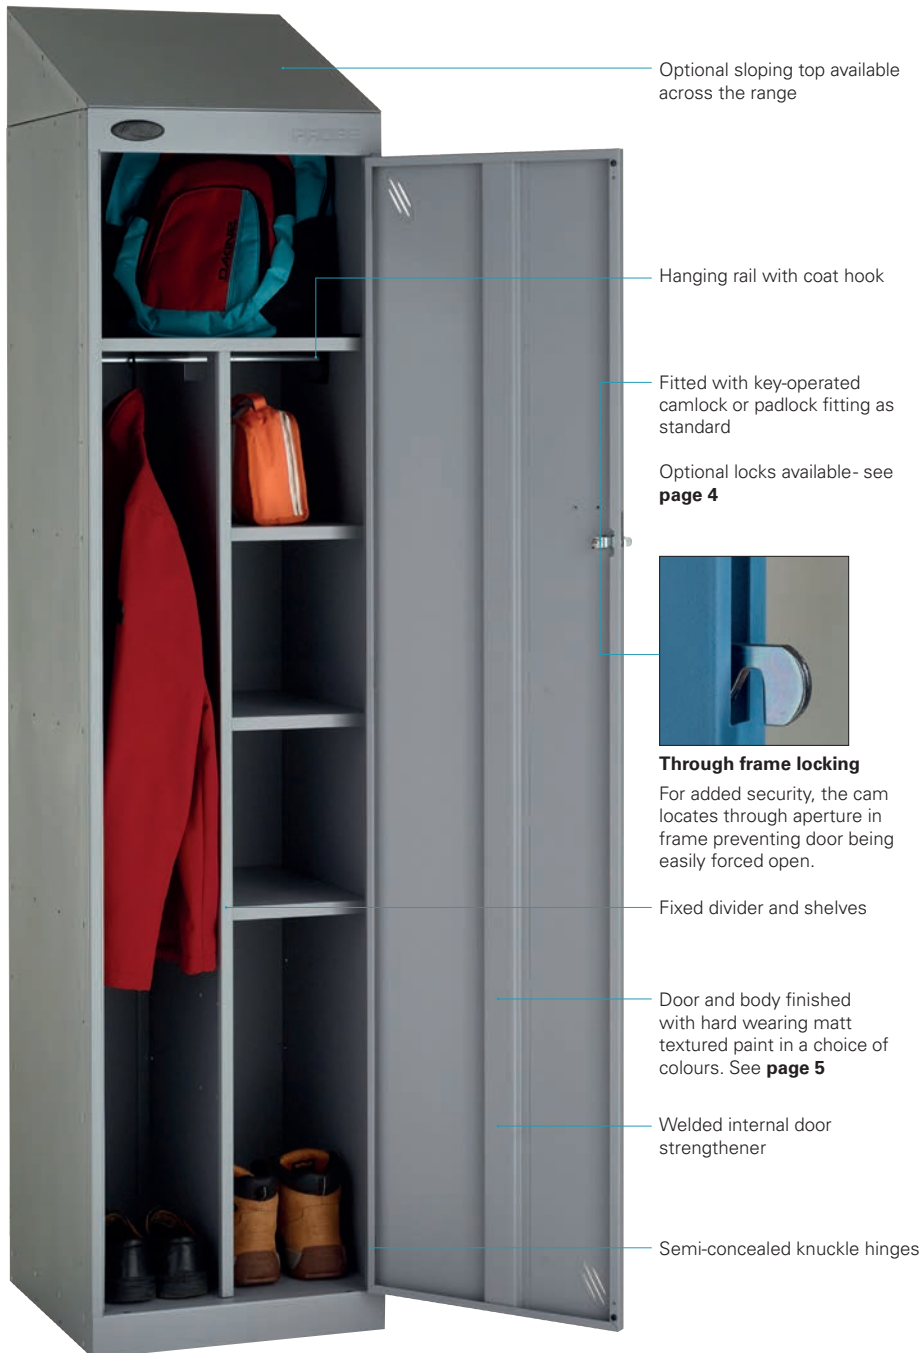 Optional sloping top available
across the range
PROBE
DAKINE
Hanging rail with coat hook
Fitted with key-operated
camlock or padlock fitting as
standard
Optional locks available - see
page 4
Through frame locking
For added security, the cam
locates through aperture in
frame preventing door being
easily forced open.
Fixed divider and shelves
Door and body finished
with hard wearing matt
textured paint in a choice of
colours. See page 5
Welded internal door
strengthener
Semi-concealed knuckle hinges